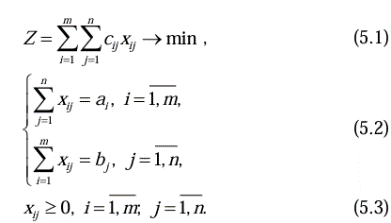 Z = ∑_{i=1}^{m} ∑_{j=1}^{n} c_{ij} x_{ij} → min , (5.1)
{ ∑_{j=1}^{n} x_{ij} = a_i, i = \overline{1,m},
∑_{i=1}^{m} x_{ij} = b_j, j = \overline{1,n}, (5.2)
x_{ij} ≥ 0, i = \overline{1,m}; j = \overline{1,n}. (5.3)